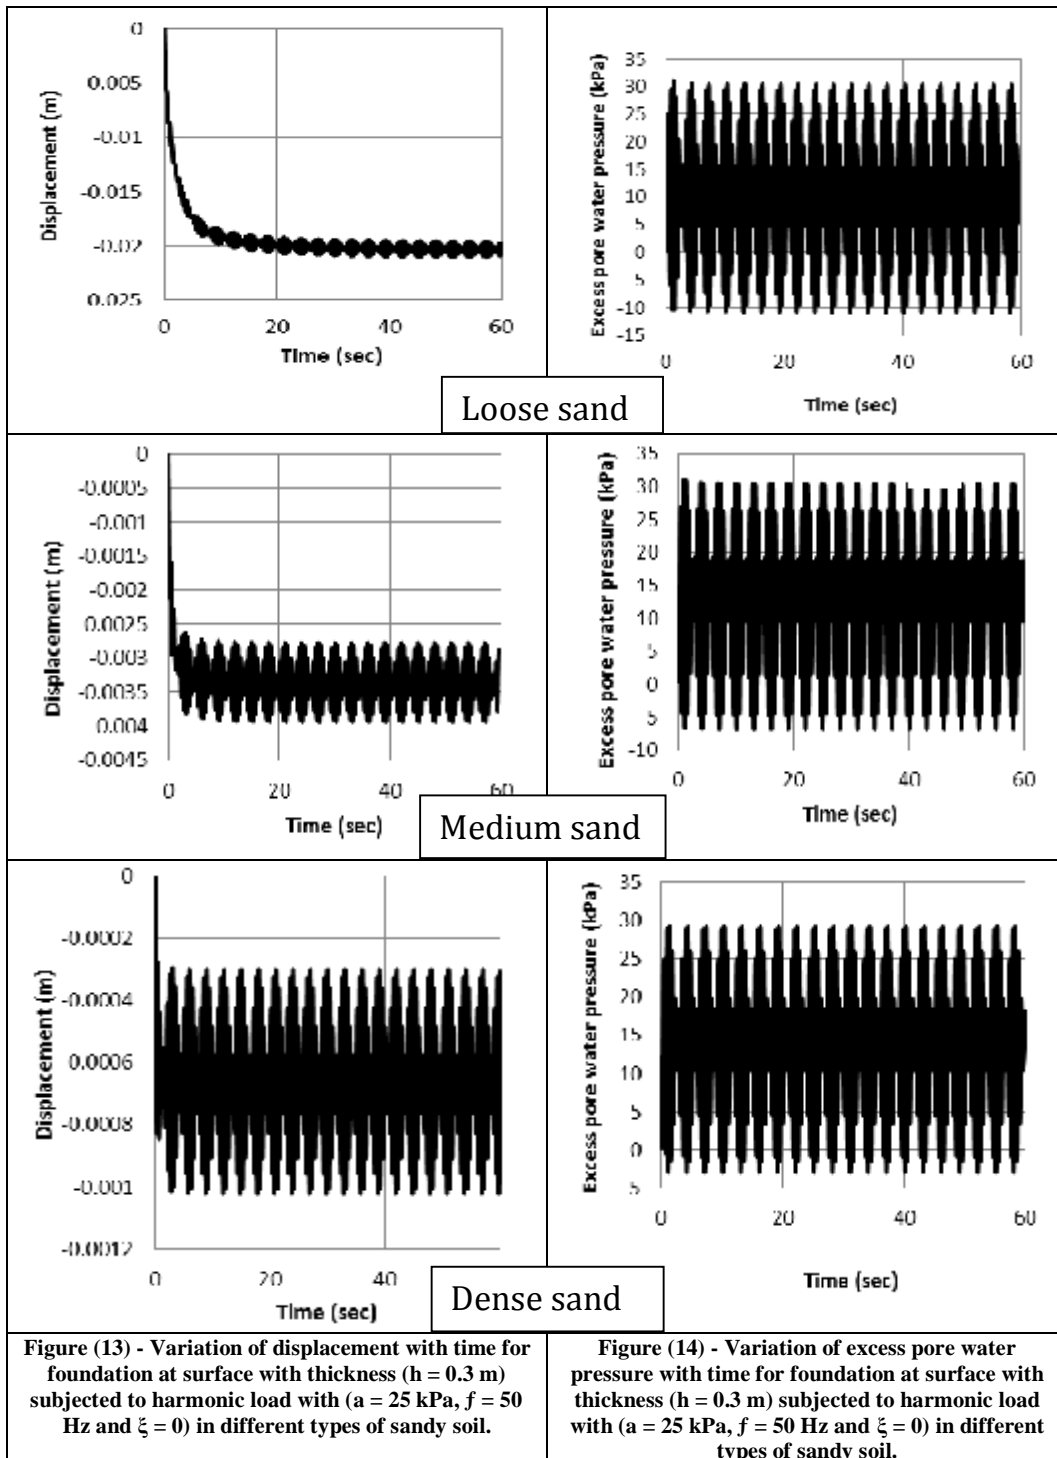 0
0.005
-0.01
-0.015
-0.02
0.025
Displacement (m)
0 20 40 60
Time (sec)
35
30
25
20
15
10
5
0
5
-10
-15
Excess pore water pressure (kPa)
0 20 40 60
Time (sec)
Loose sand
0
-0.0005
-0.001
-0.0015
-0.002
0.0025
-0.003
-0.0035
0.004
-0.0045
Displacement (m)
0 20 40 60
Time (sec)
35
30
25
20
15
10
5
0
5
-10
Excess pore water pressure (kPa)
0 20 40 60
Time (sec)
Medium sand
0
-0.0002
-0.0004
0.0006
-0.0008
-0.001
-0.0012
Displacement (m)
0 20 40
Time (sec)
35
30
25
20
15
10
5
0
5
Excess pore water pressure (kPa)
0 20 40 60
Time (sec)
Dense sand
Figure (13) - Variation of displacement with time for
foundation at surface with thickness (h = 0.3 m)
subjected to harmonic load with (a = 25 kPa, ƒ = 50
Hz and ξ = 0) in different types of sandy soil.
Figure (14) - Variation of excess pore water
pressure with time for foundation at surface with
thickness (h = 0.3 m) subjected to harmonic load
with (a = 25 kPa, ƒ = 50 Hz and ξ = 0) in different
types of sandy soil.